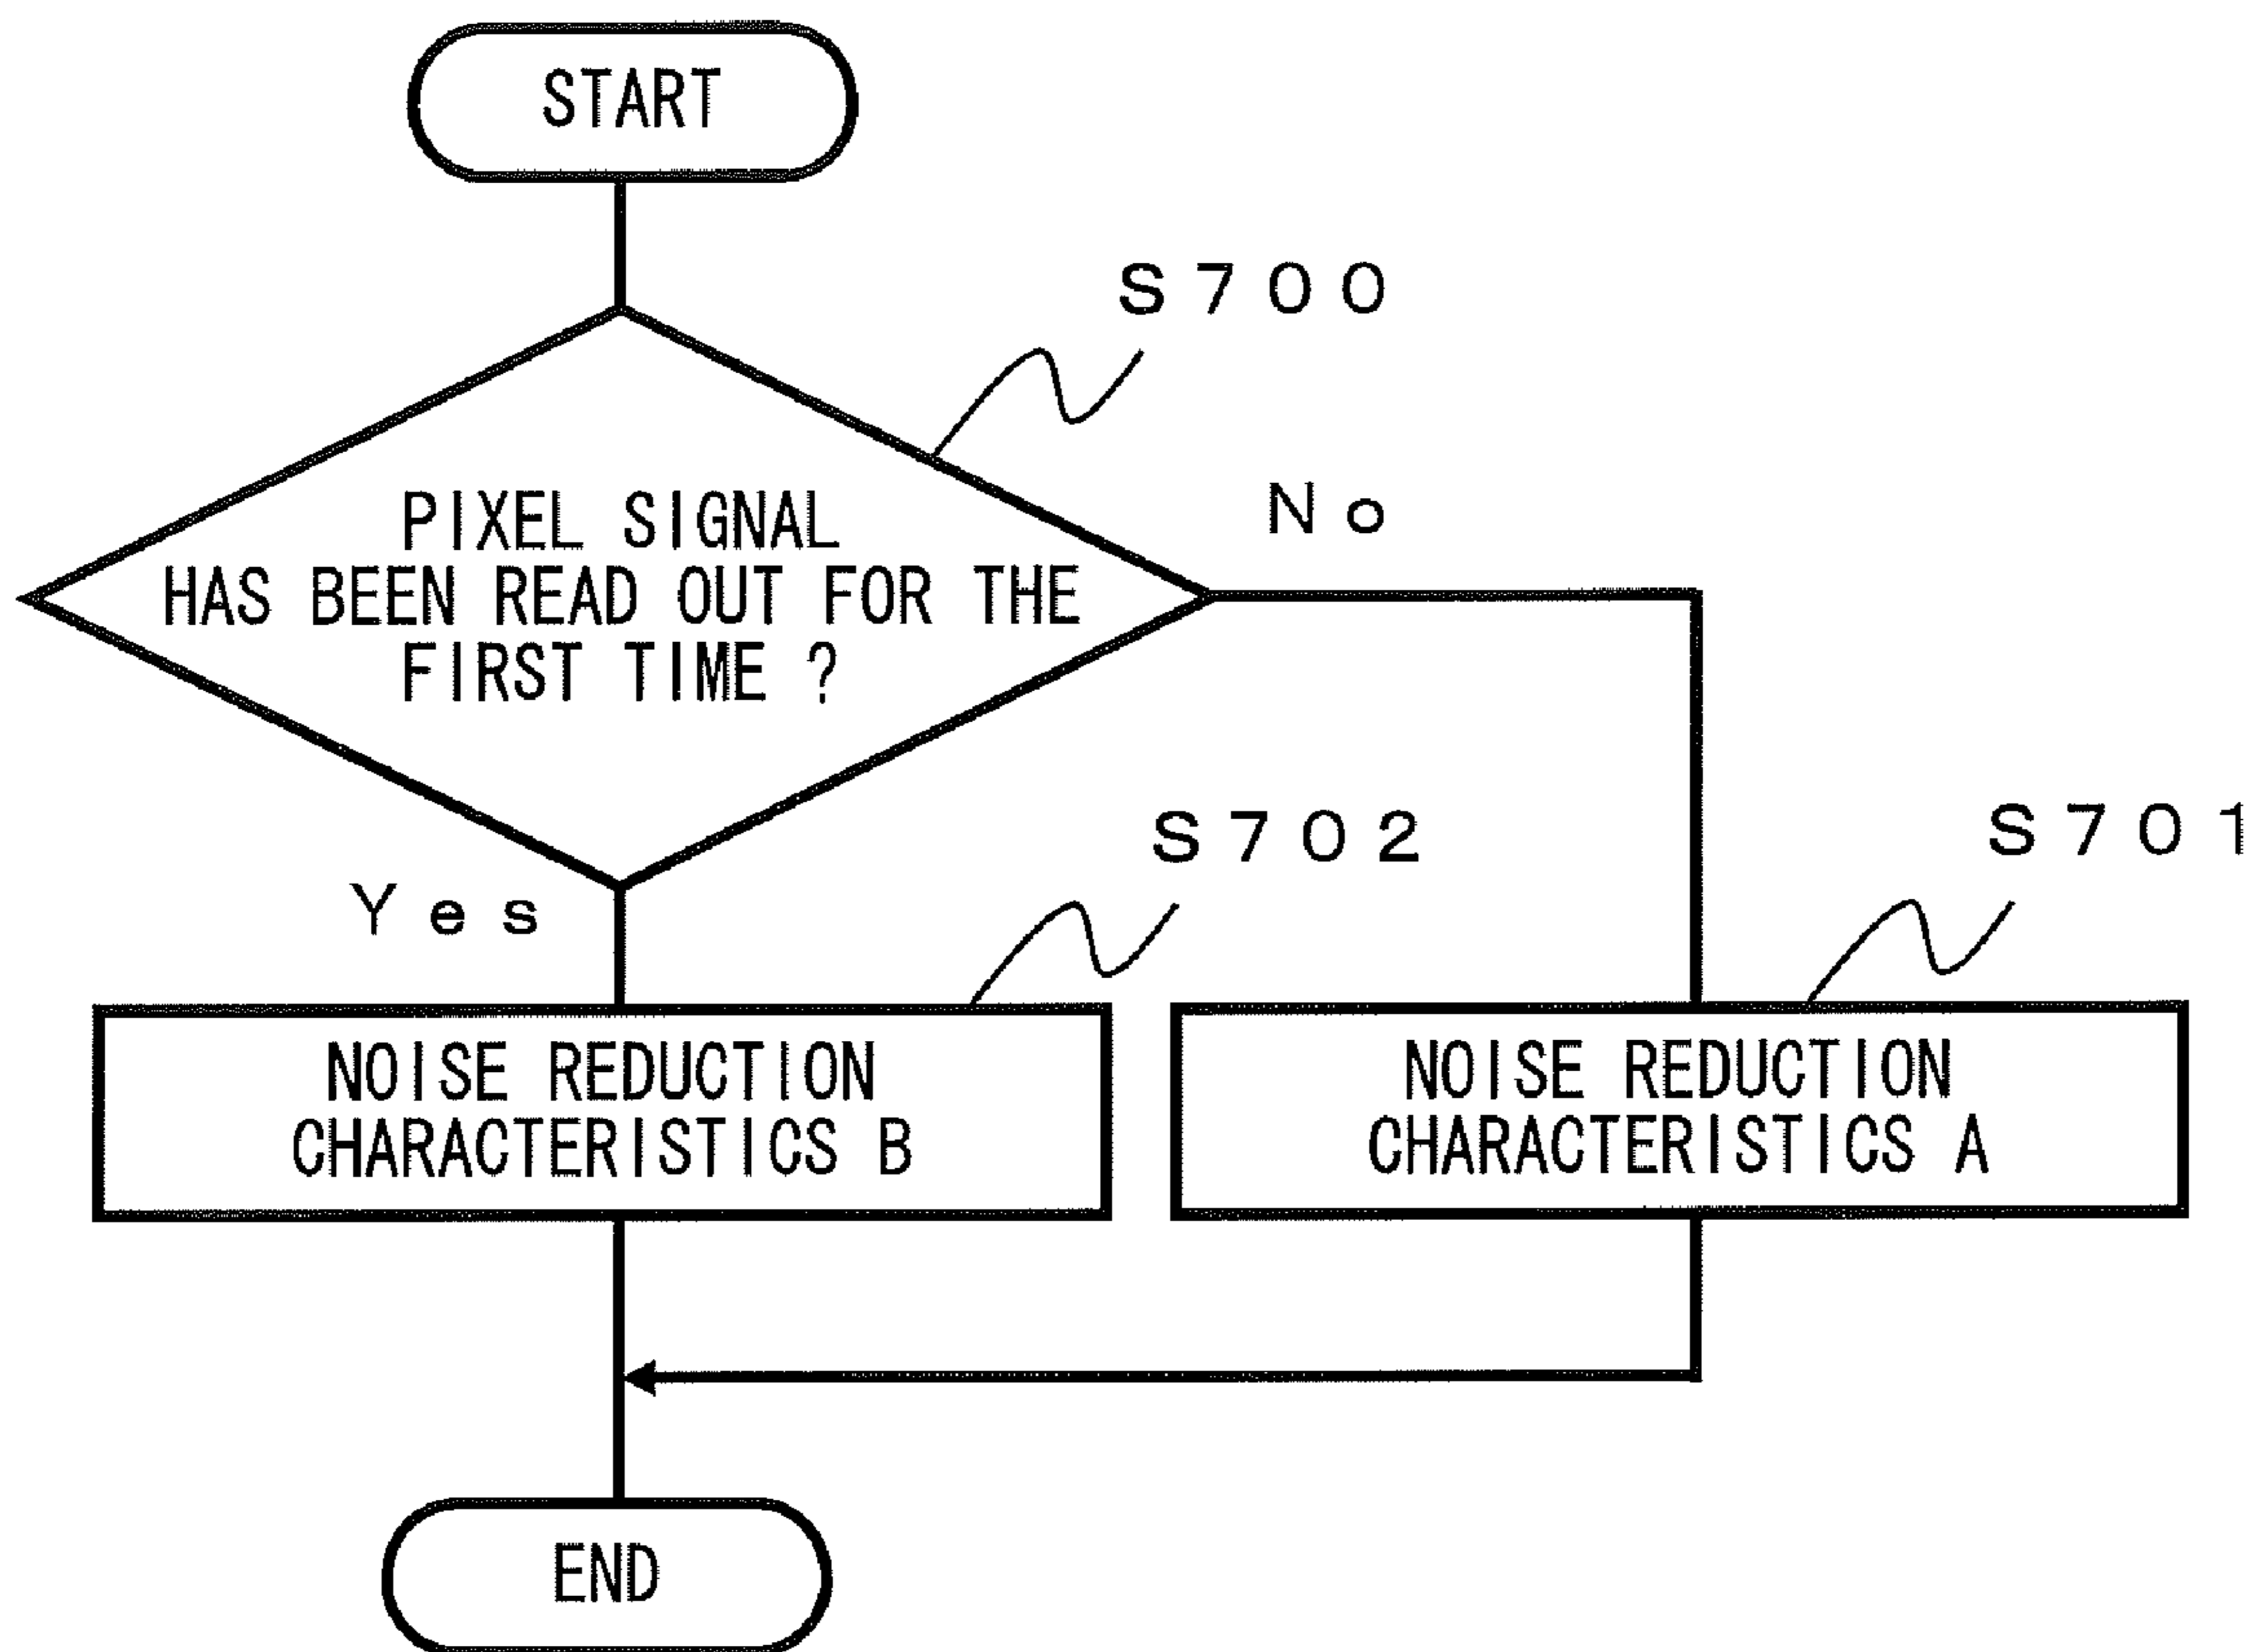 START
S700
PIXEL SIGNAL
HAS BEEN READ OUT FOR THE
FIRST TIME ?
No
Yes
S702
S701
NOISE REDUCTION
CHARACTERISTICS B
NOISE REDUCTION
CHARACTERISTICS A
END